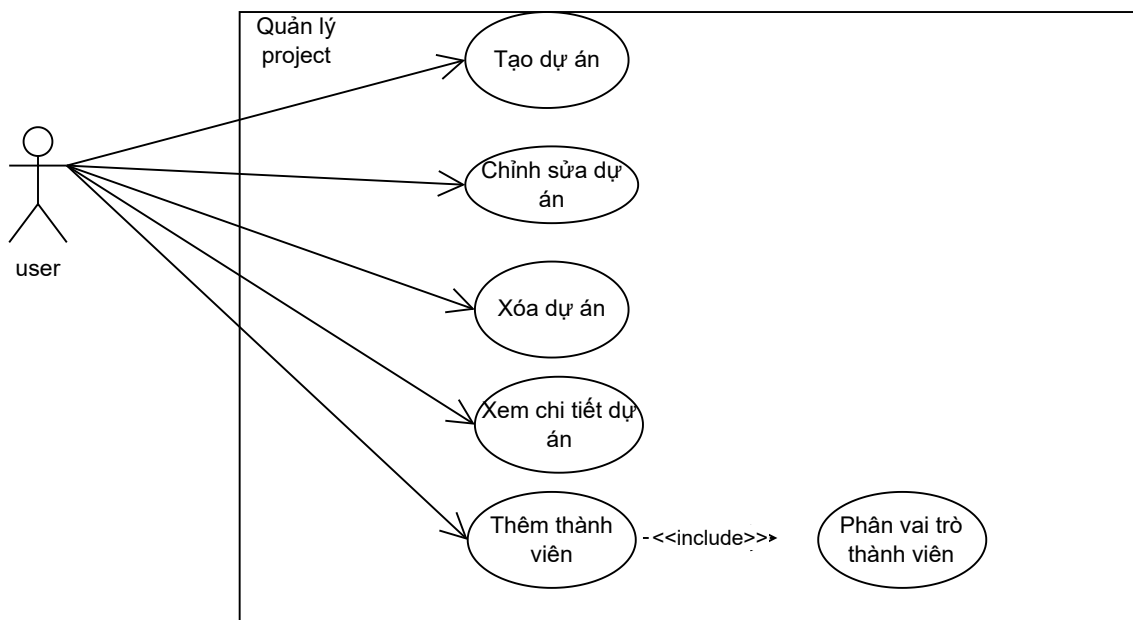 Quản lý
project
Tạo dự án
Chỉnh sửa dự
án
user
Xóa dự án
Xem chi tiết dự
án
Thêm thành
viên
<<include>>
Phân vai trò
thành viên